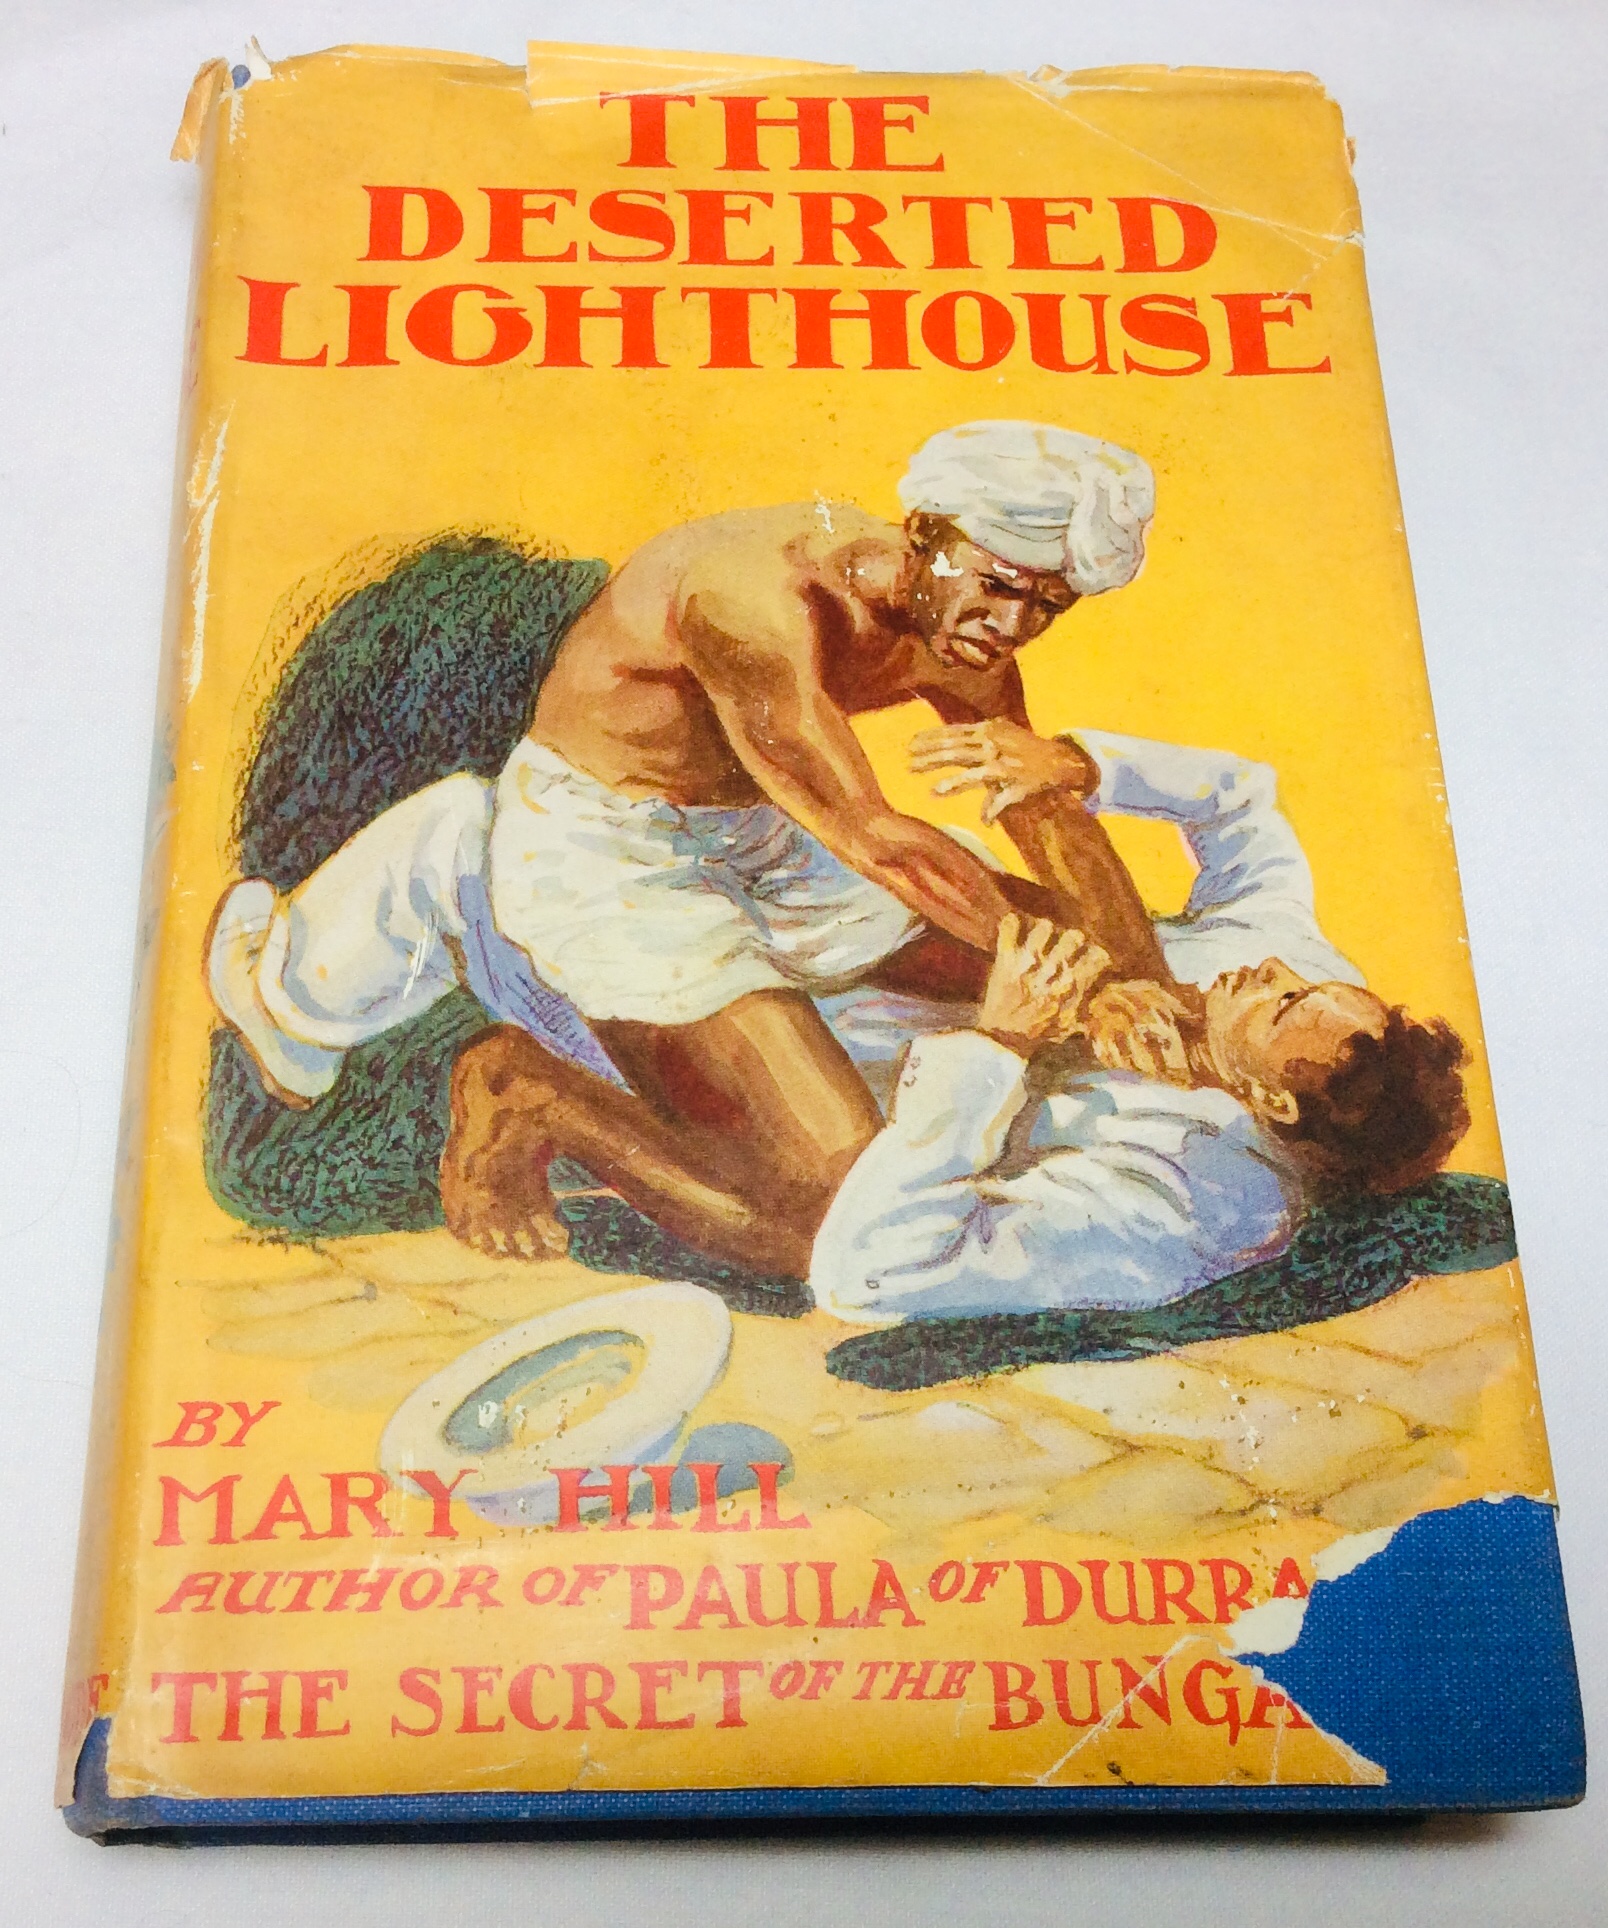 THE
DESERTED
LIGHTHOUSE
BY
MARY HILL
AUTHOR OF PAULA OF DURRA
THE SECRET OF THE BUNGA